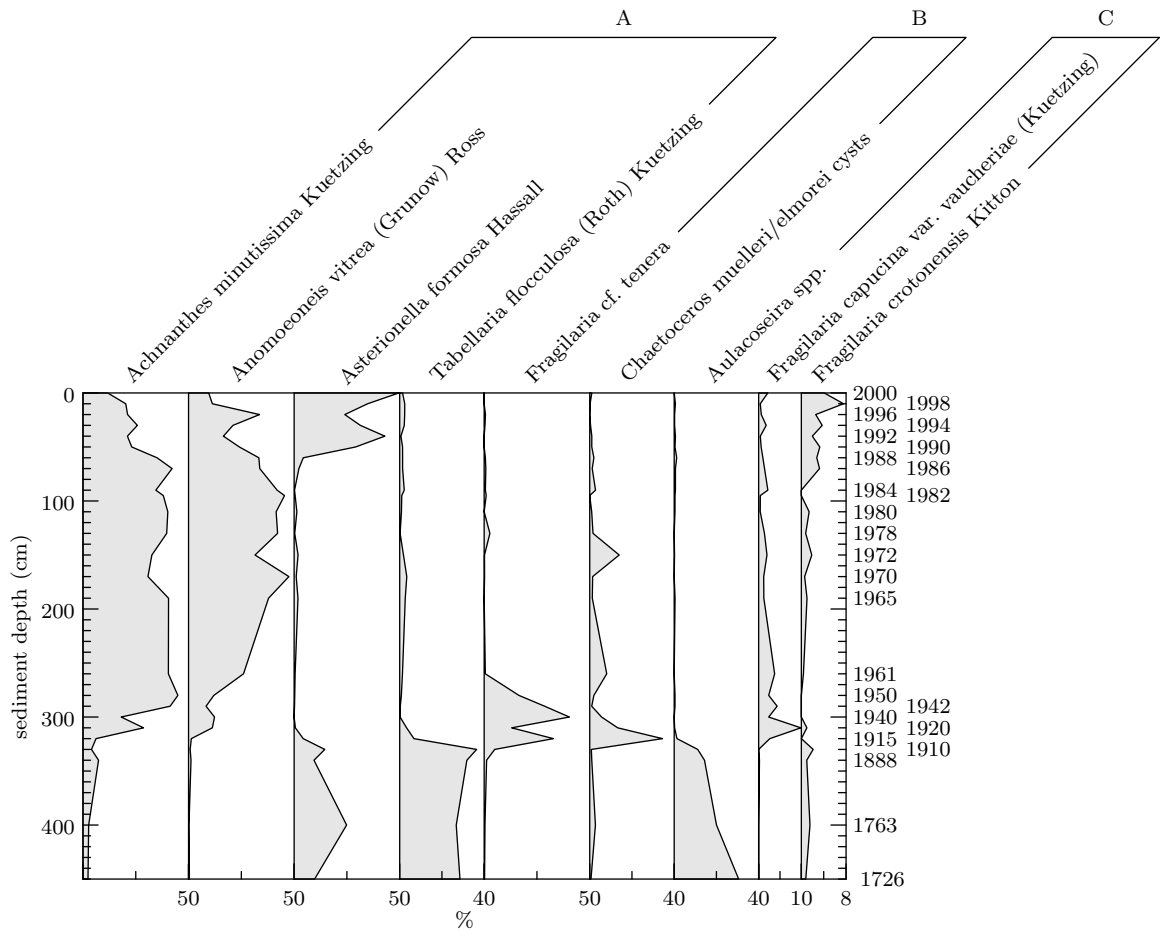 A
B
C
Achnanthes minutissima Kuetzing
Anomoeoneis vitrea (Grunow) Ross
Asterionella formosa Hassall
Tabellaria flocculosa (Roth) Kuetzing
Fragilaria cf. tenera
Chaetoceros muelleri/elmorei cysts
Aulacoseira spp.
Fragilaria capucina var. vaucheriae (Kuetzing)
Fragilaria crotonensis Kitton
sediment depth (cm)
0
100
200
300
400
2000
1998
1996
1994
1992
1990
1988
1986
1984
1982
1980
1978
1972
1970
1965
1961
1950
1942
1940
1920
1915
1910
1888
1763
1726
50 50 50 40 50 40 40 10 8
%